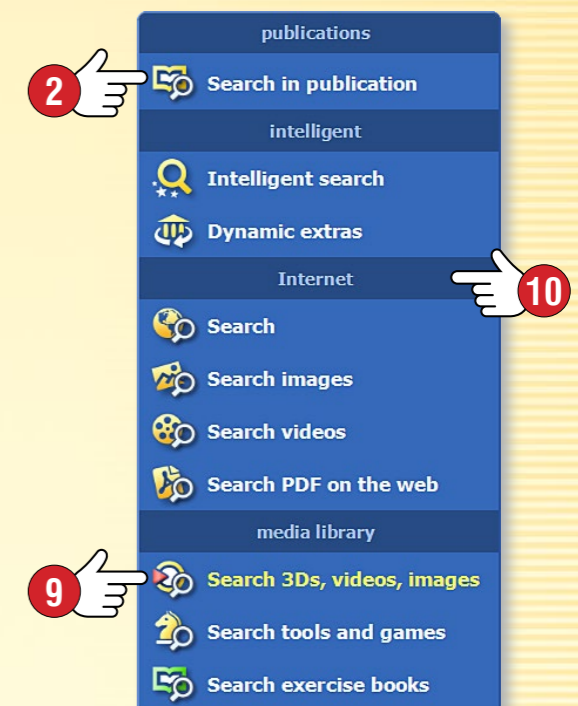 publications
2
Search in publication
intelligent
Intelligent search
Dynamic extras
Internet
10
Search
Search images
Search videos
Search PDF on the web
media library
9
Search 3Ds, videos, images
Search tools and games
Search exercise books